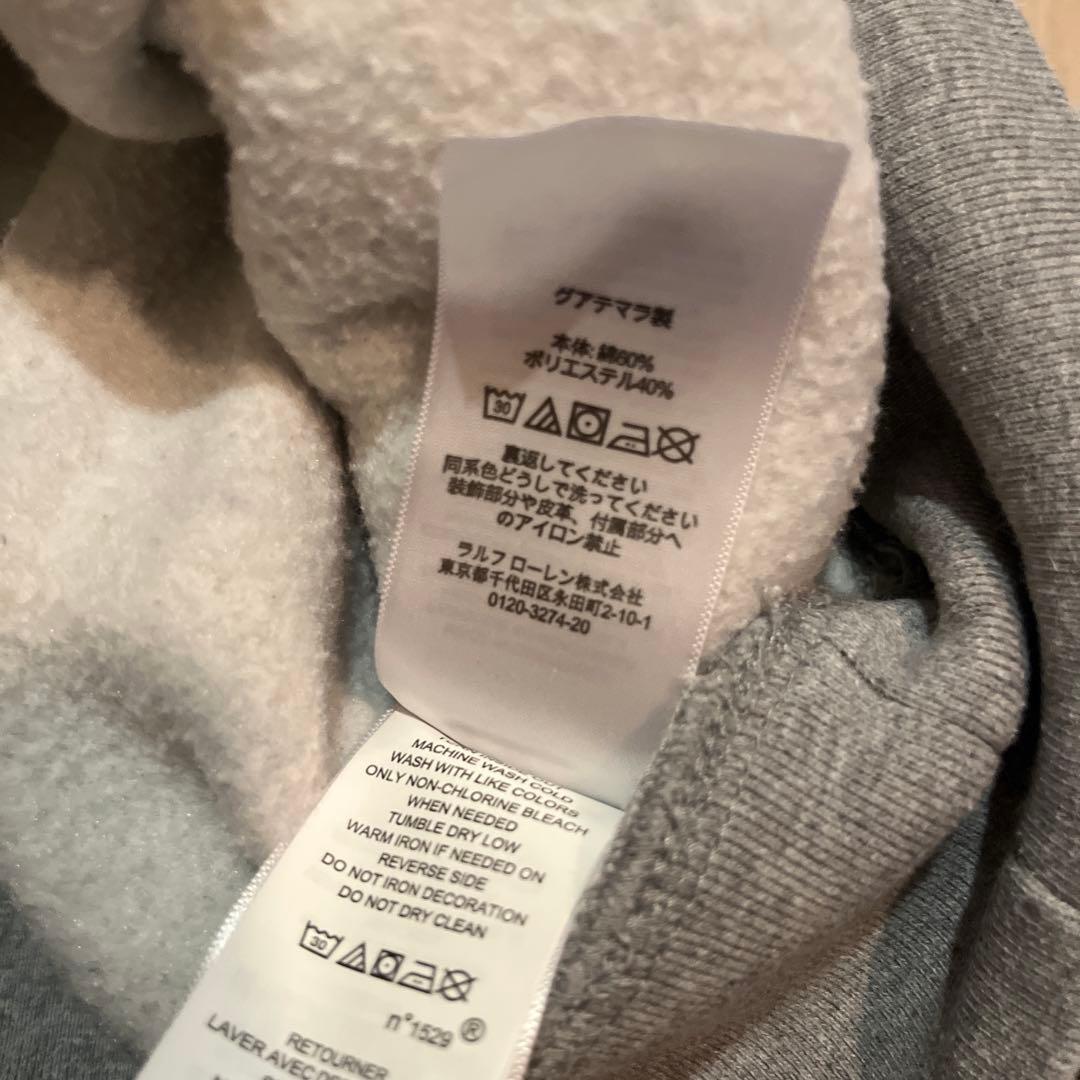 グアテマラ製
本体: 綿60%
ポリエステル40%
30
裏返してください
同系色どうしで洗ってください
装飾部分や皮革、付属部分へ
のアイロン禁止
ラルフ ローレン株式会社
東京都千代田区永田町2-10-1
0120-3274-20
MACHINE WASH COLD
WASH WITH LIKE COLORS
ONLY NON-CHLORINE BLEACH
WHEN NEEDED
TUMBLE DRY LOW
WARM IRON IF NEEDED ON
REVERSE SIDE
DO NOT IRON DECORATION
DO NOT DRY CLEAN
30
n°1529 ®
RETOURNER
LAVER AVEC DE